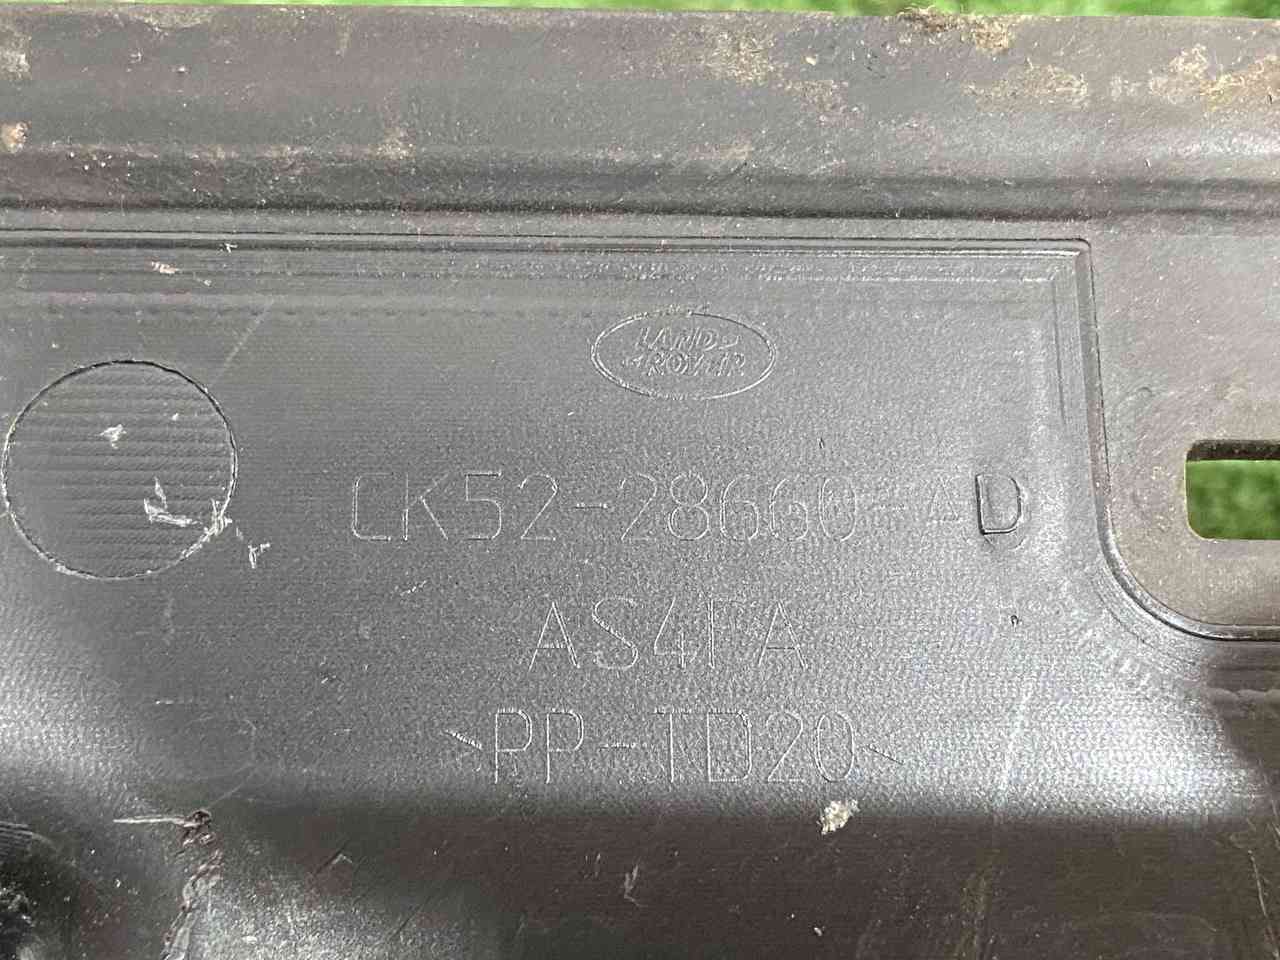 LAND
ROVER
CK52-28660-AD
AS4FA
>PP-TD20<